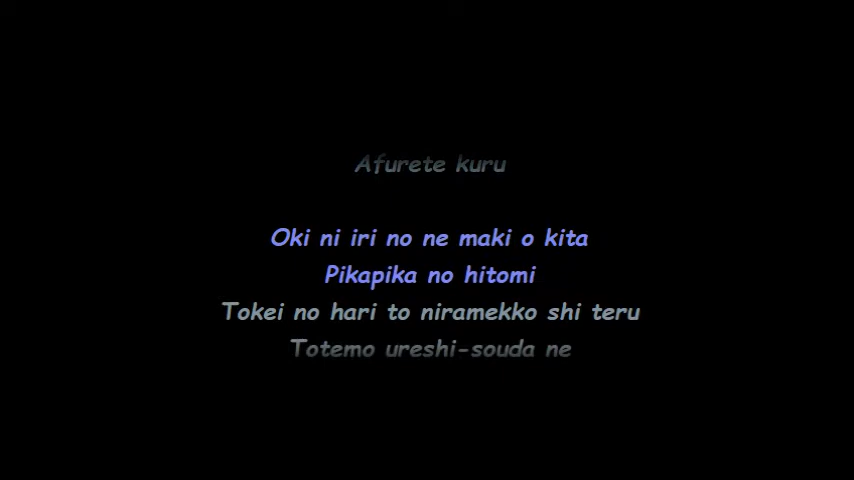 Afurete kuru
Oki ni iri no ne maki o kita
Pikapika no hitomi
Tokei no hari to niramekko shi teru
Totemo ureshi-souda ne